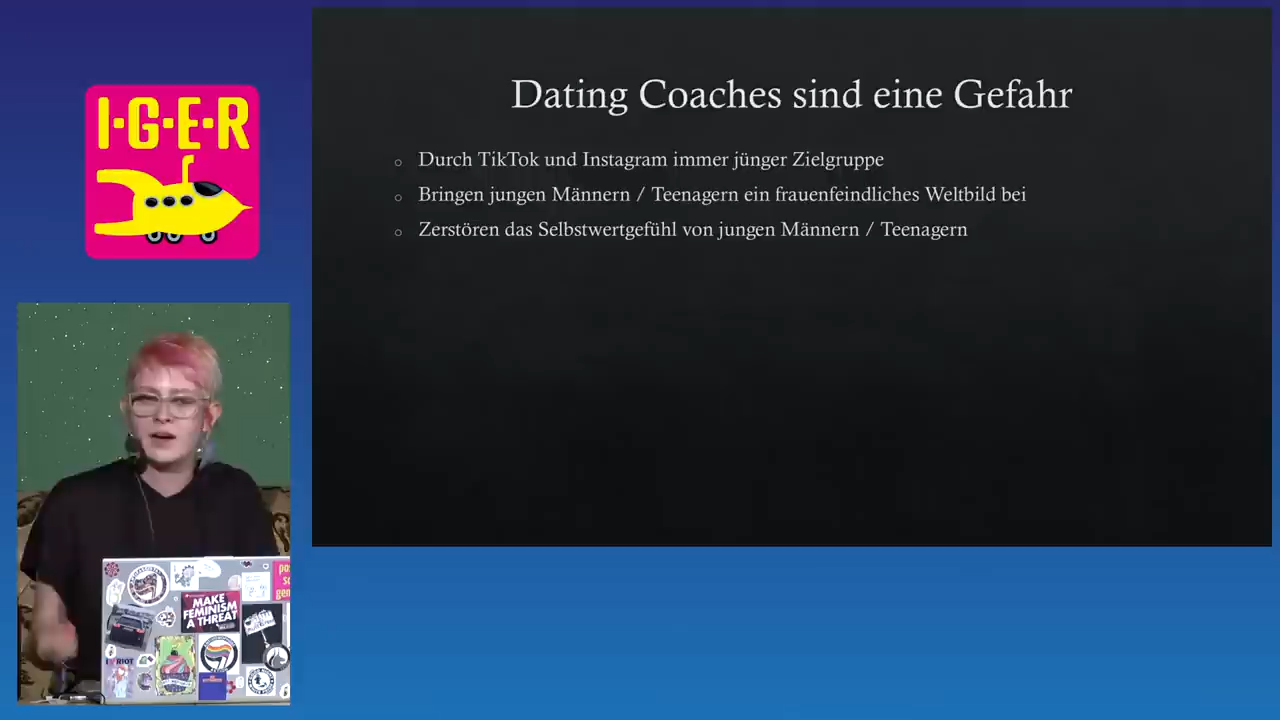 I·G·E·R
Dating Coaches sind eine Gefahr
Durch TikTok und Instagram immer jünger Zielgruppe
Bringen jungen Männern / Teenagern ein frauenfeindliches Weltbild bei
Zerstören das Selbstwertgefühl von jungen Männern / Teenagern
MAKE
FEMINISM
A THREAT
RIOT